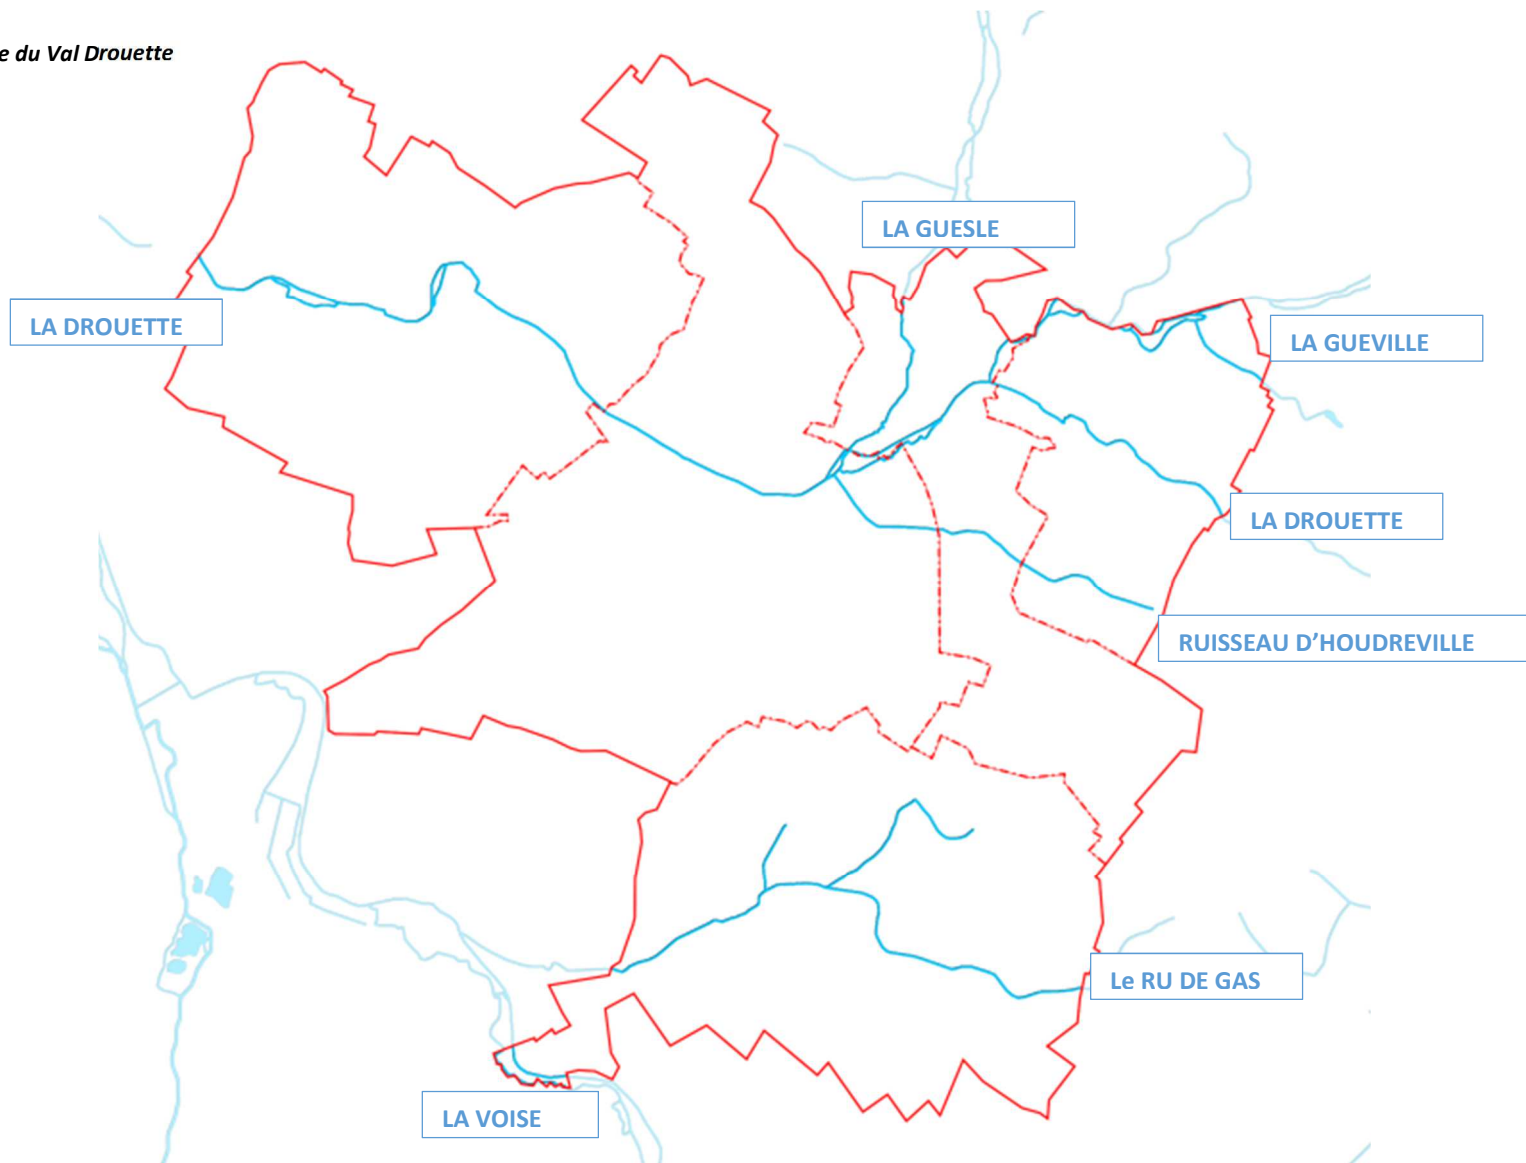 e du Val Drouette
LA GUESLE
LA DROUETTE
LA GUEVILLE
LA DROUETTE
RUISSEAU D’HOUDREVILLE
Le RU DE GAS
LA VOISE